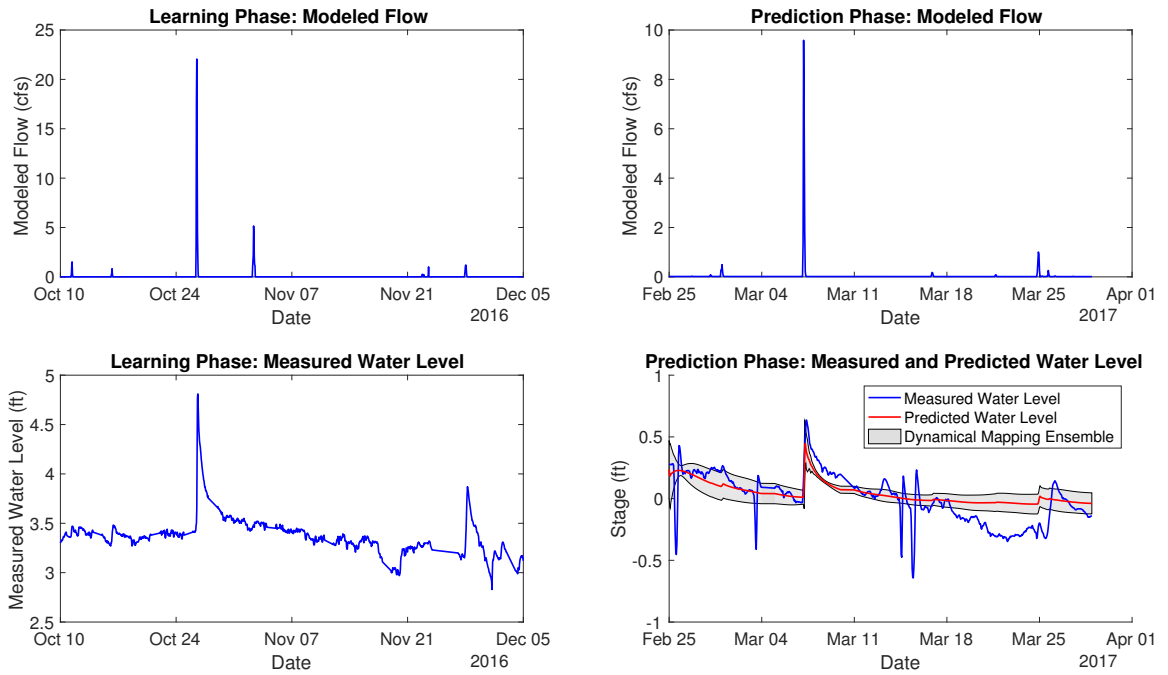 Learning Phase: Modeled Flow
25
20
15
10
5
0
Modeled Flow (cfs)
Oct 10
Oct 24
Nov 07
Nov 21
Dec 05
Date
2016
Prediction Phase: Modeled Flow
10
8
6
4
2
0
Modeled Flow (cfs)
Feb 25
Mar 04
Mar 11
Mar 18
Mar 25
Apr 01
Date
2017
Learning Phase: Measured Water Level
5
4.5
4
3.5
3
2.5
Measured Water Level (ft)
Oct 10
Oct 24
Nov 07
Nov 21
Dec 05
Date
2016
Prediction Phase: Measured and Predicted Water Level
1
0.5
0
-0.5
-1
Stage (ft)
Measured Water Level
Predicted Water Level
Dynamical Mapping Ensemble
Feb 25
Mar 04
Mar 11
Mar 18
Mar 25
Apr 01
Date
2017